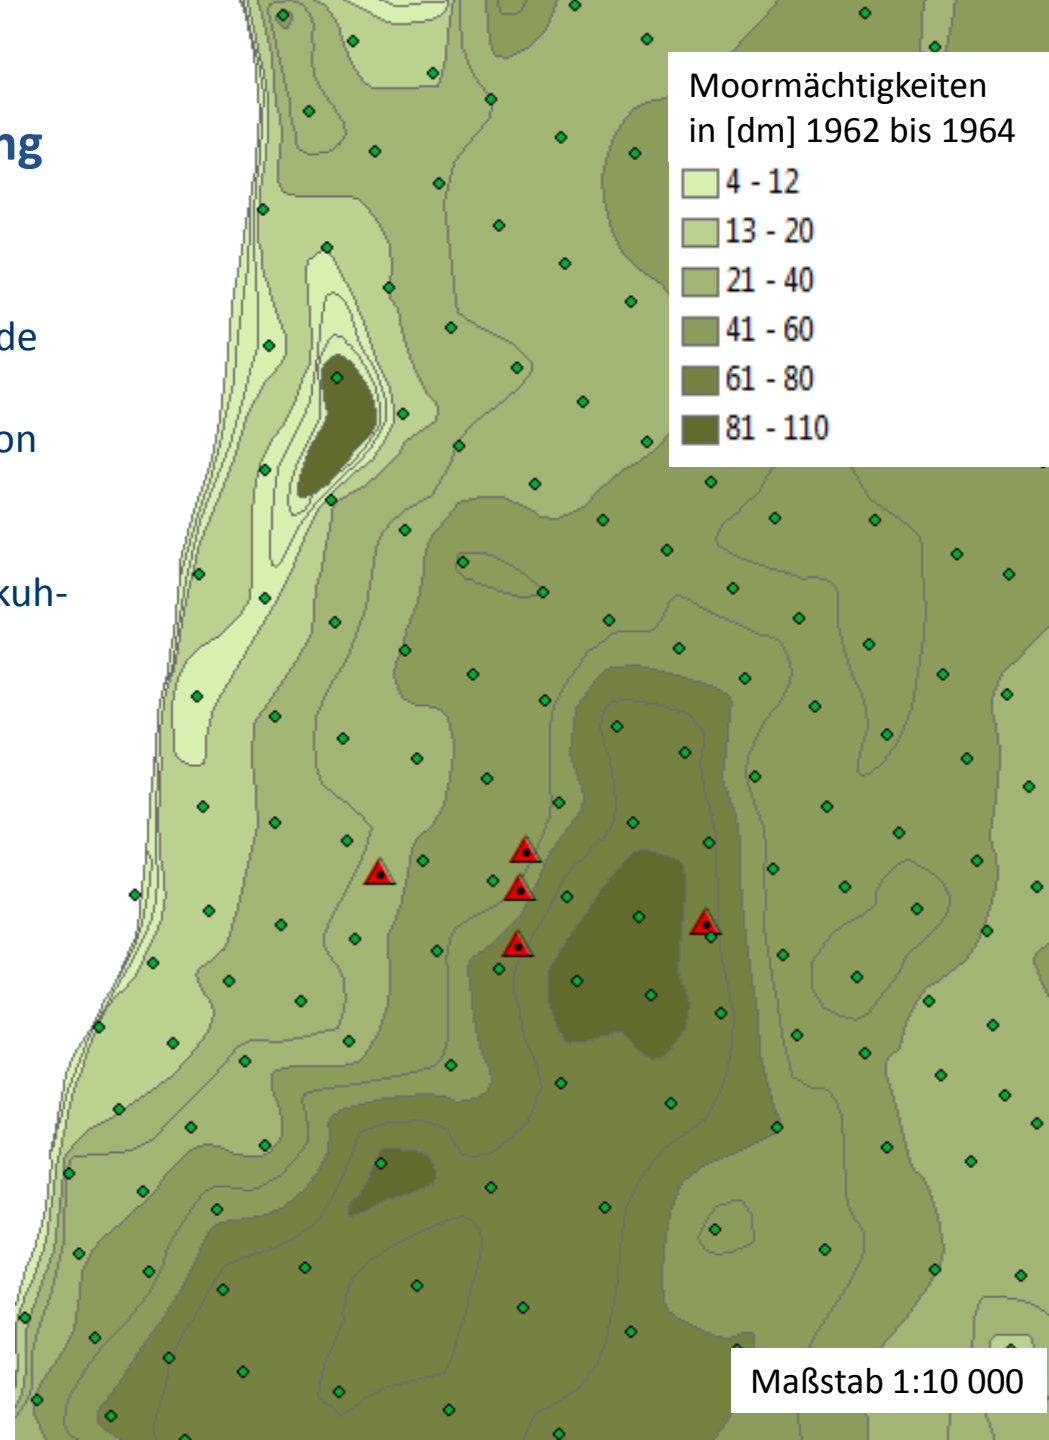 ng
de
on
kuh-
Moormächtigkeiten
in [dm] 1962 bis 1964
4 - 12
13 - 20
21 - 40
41 - 60
61 - 80
81 - 110
Maßstab 1:10 000